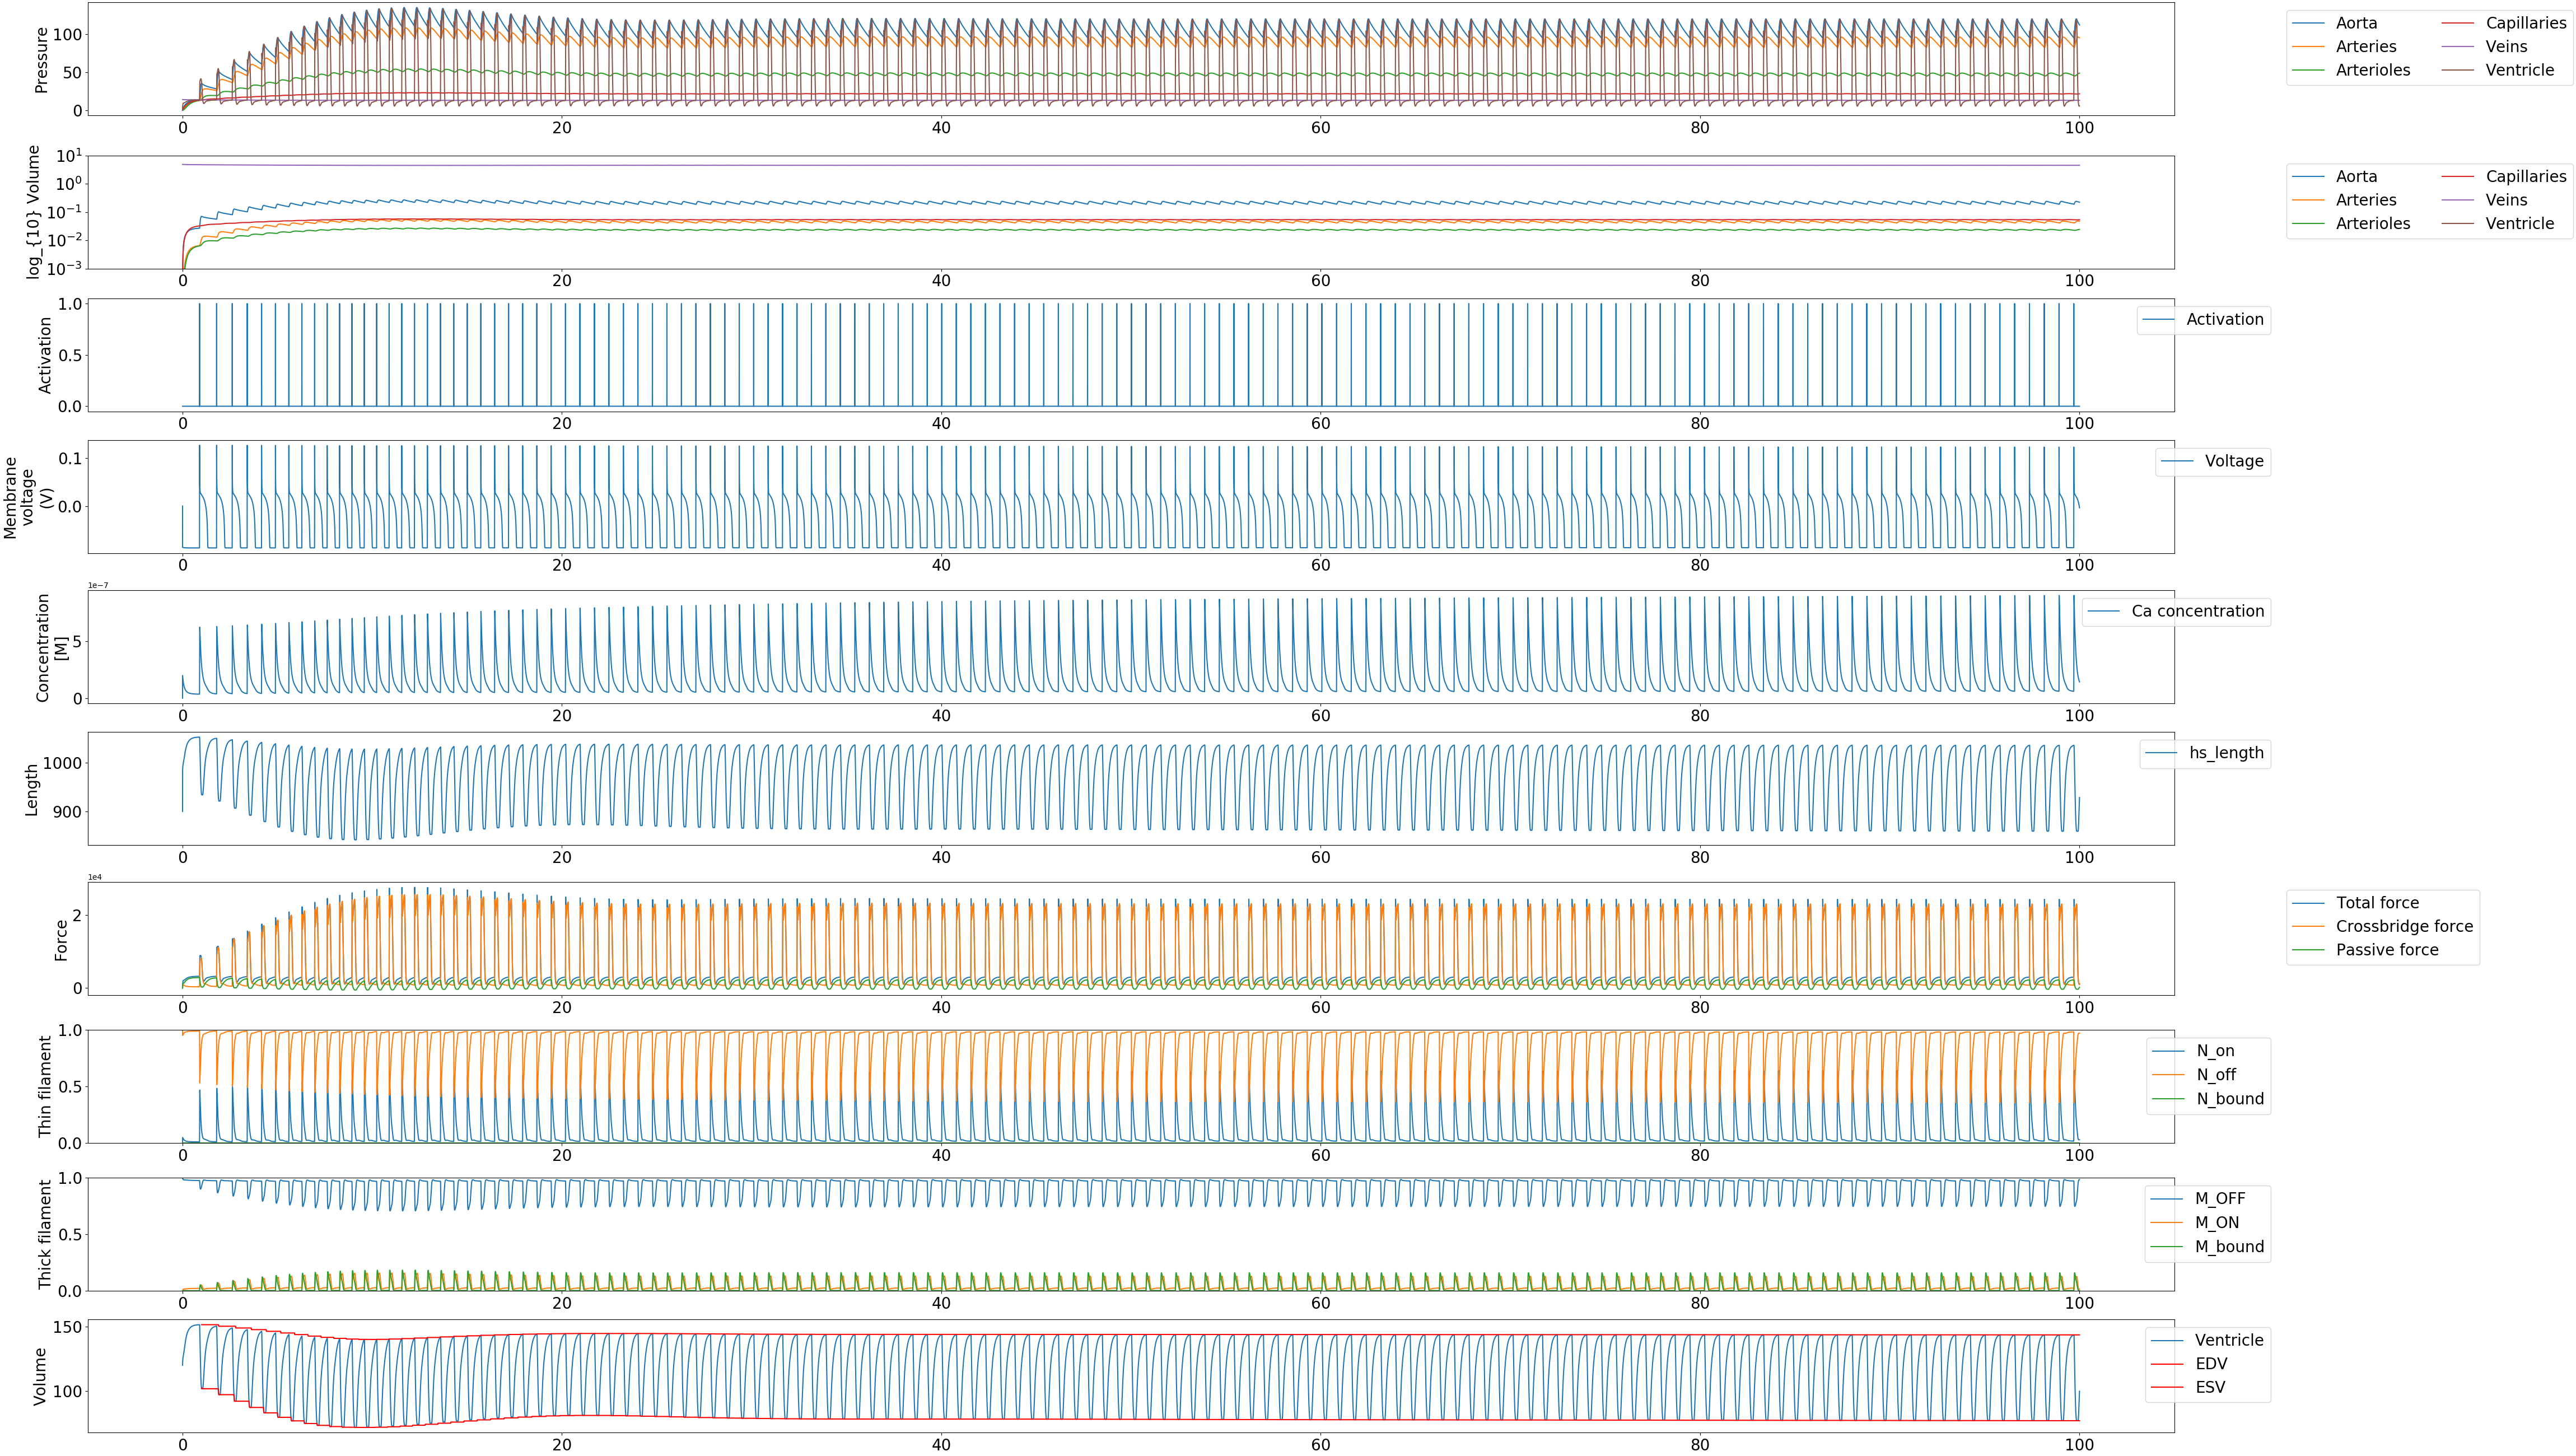 Pressure
100
50
0
0 20 40 60 80 100
Aorta Capillaries
Arteries Veins
Arterioles Ventricle
log_{10} Volume
10¹
10⁰
10⁻¹
10⁻²
10⁻³
0 20 40 60 80 100
Aorta Capillaries
Arteries Veins
Arterioles Ventricle
Activation
1.0
0.5
0.0
0 20 40 60 80 100
Activation
Membrane
voltage
(V)
0.1
0.0
0 20 40 60 80 100
Voltage
Concentration
[M]
1e−7
5
0
0 20 40 60 80 100
Ca concentration
Length
1000
900
0 20 40 60 80 100
hs_length
Force
1e4
2
0
0 20 40 60 80 100
Total force
Crossbridge force
Passive force
Thin filament
1.0
0.5
0.0
0 20 40 60 80 100
N_on
N_off
N_bound
Thick filament
1.0
0.5
0.0
0 20 40 60 80 100
M_OFF
M_ON
M_bound
Volume
150
100
0 20 40 60 80 100
Ventricle
EDV
ESV